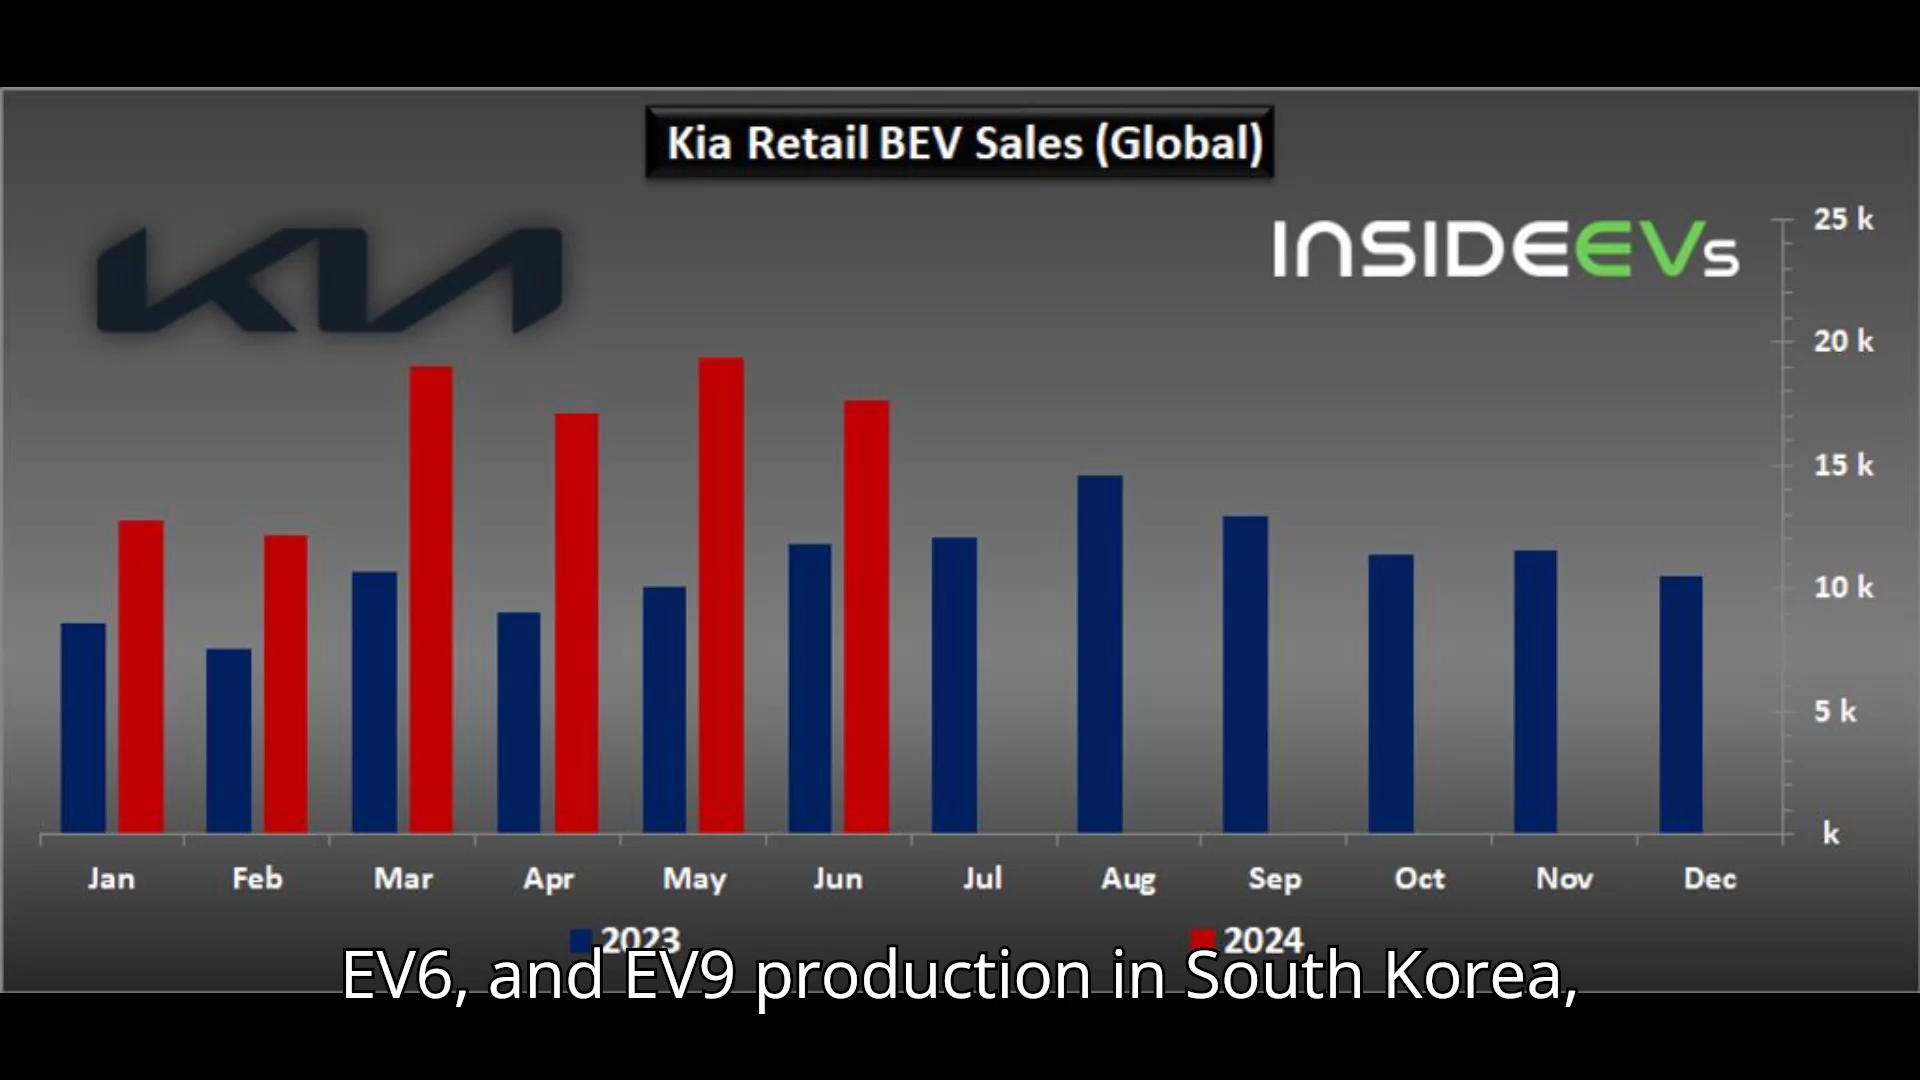 Kia Retail BEV Sales (Global)
KIA
INSIDEEVs
25 k
20 k
15 k
10 k
5 k
k
Jan Feb Mar Apr May Jun Jul Aug Sep Oct Nov Dec
2023 2024
EV6, and EV9 production in South Korea,